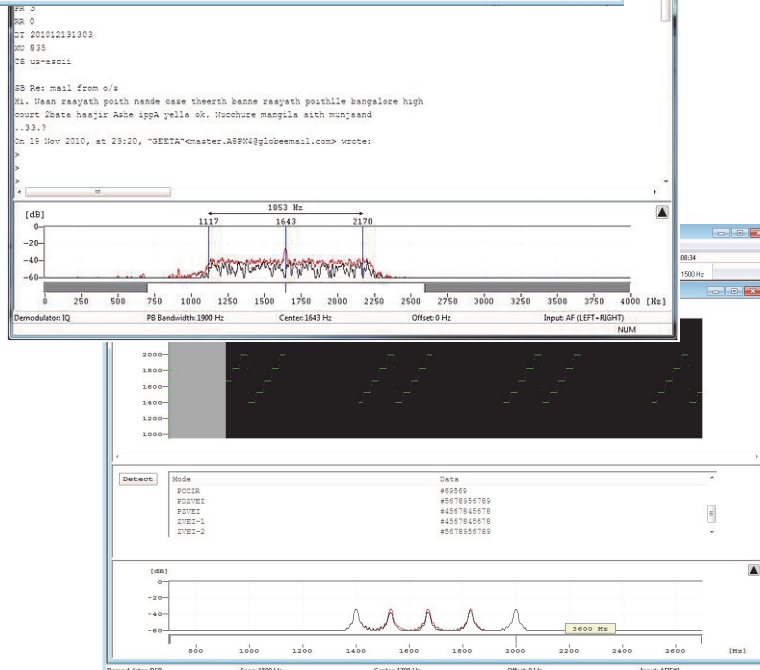 PR 3
RR 0
DT 201012131303
XU 835
CS us-ascii
SB Re: mail from o/s
Hi. Naan raayath poith nande case theerth banne raayath poithlle bangalore high
court 2bata haajir Ashe ippA yella ok. Nucchure mangila aith munjaand
..33.?
On 19 Nov 2010, at 23:20, "GEETA"<master.A8PW4@globeemail.com> wrote:
>
>
>
[dB]
1053 Hz
1117 1643 2170
0
-20
-40
-60
0 250 500 750 1000 1250 1500 1750 2000 2250 2500 2750 3000 3250 3500 3750 4000 [Hz]
Demodulator: IQ PB Bandwidth: 1900 Hz Center: 1643 Hz Offset: 0 Hz Input: AF (LEFT+RIGHT)
NUM
08:34
1500 Hz
2000
1800
1600
1400
1200
1000
Detect
Mode Data
PCCIR #69569
PDZVEI #5678956789
PZVEI #4567845678
ZVEI-1 #4567845678
ZVEI-2 #5678956789
[dB]
0
-20
-40
-60
3600 Hz
800 1000 1200 1400 1600 1800 2000 2200 2400 2600 [Hz]
Offset: 0 Hz